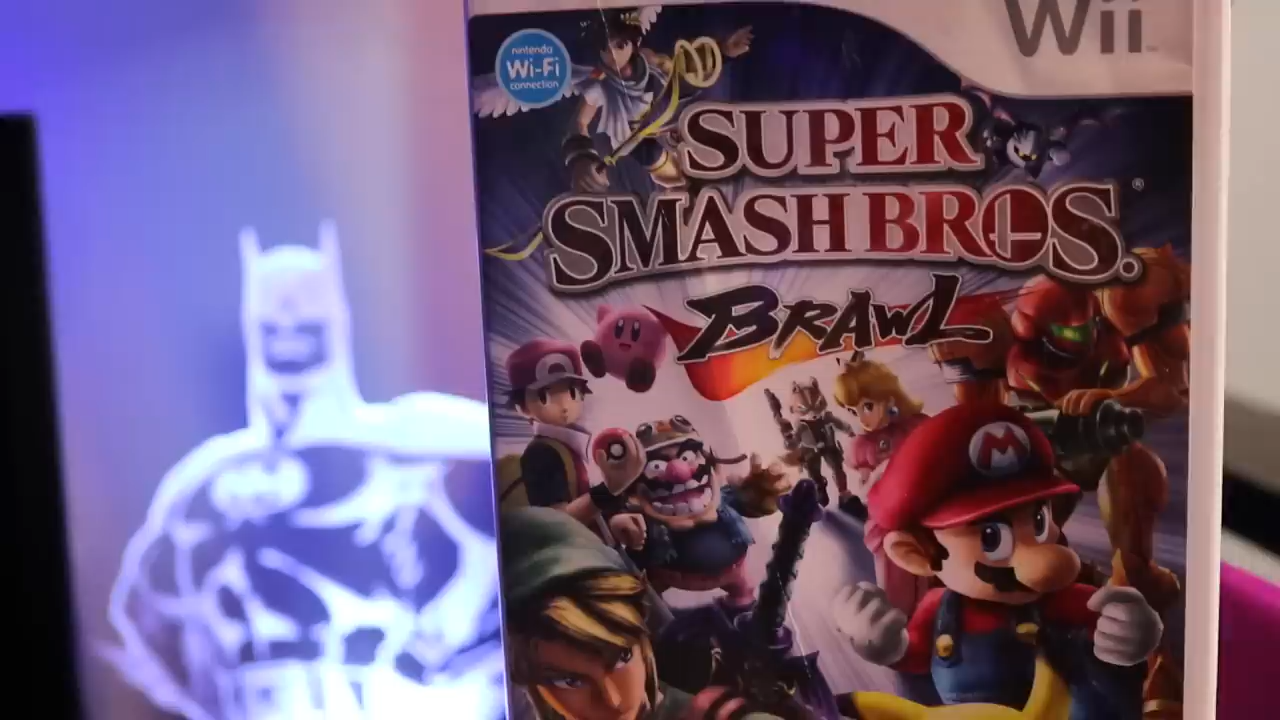 Wii
nintendo
Wi-Fi
connection
SUPER
SMASH BROS.®
BRAWL
M